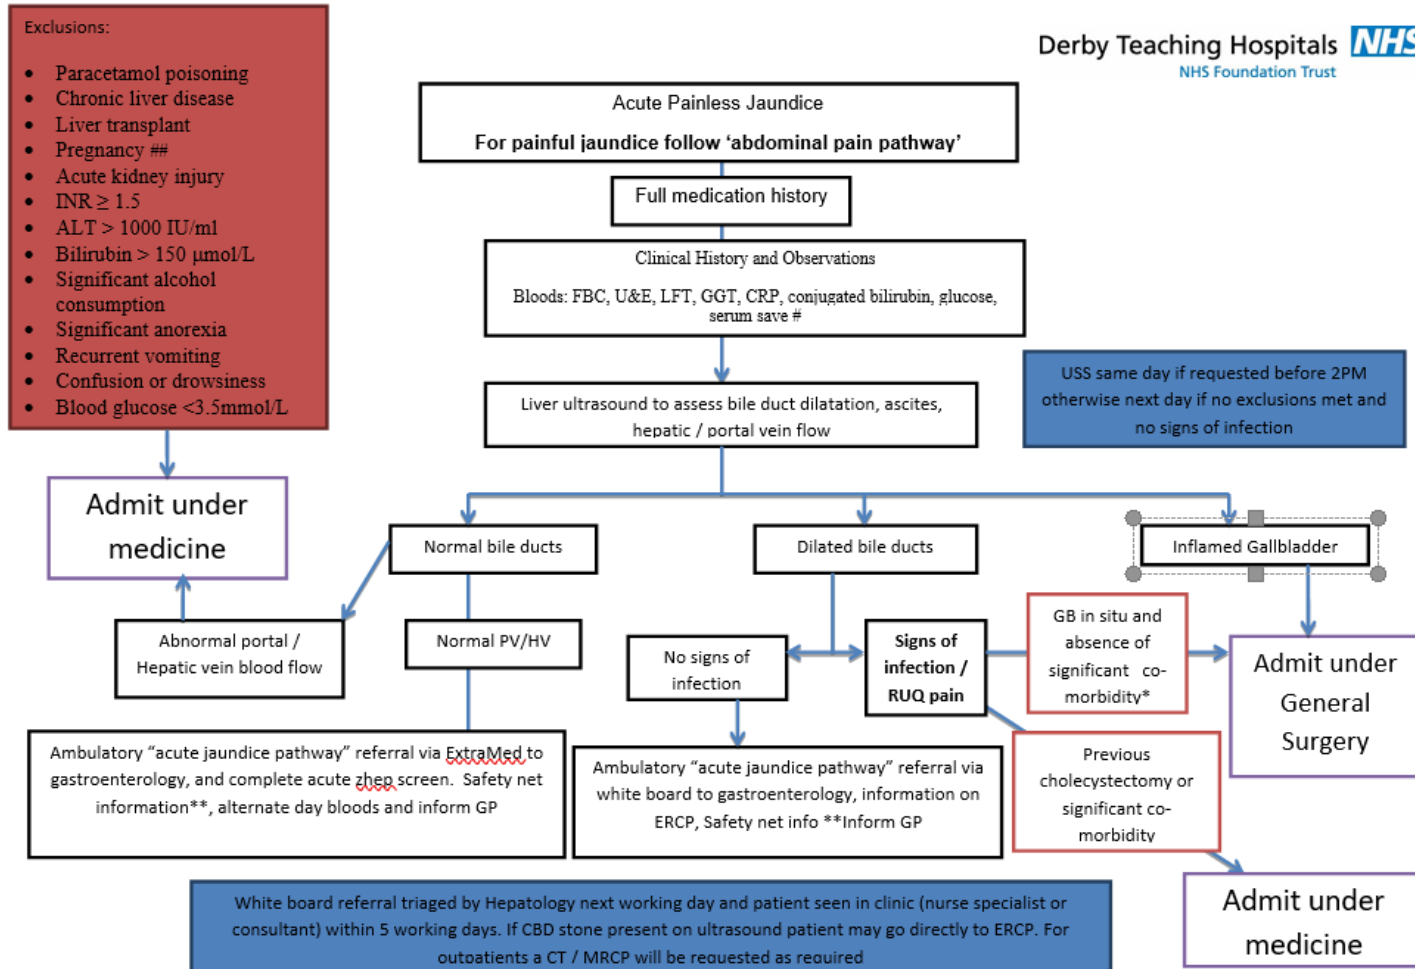 Exclusions:
• Paracetamol poisoning
• Chronic liver disease
• Liver transplant
• Pregnancy ##
• Acute kidney injury
• INR ≥ 1.5
• ALT > 1000 IU/ml
• Bilirubin > 150 µmol/L
• Significant alcohol
consumption
• Significant anorexia
• Recurrent vomiting
• Confusion or drowsiness
• Blood glucose <3.5mmol/L
Derby Teaching Hospitals NHS
NHS Foundation Trust
Acute Painless Jaundice
For painful jaundice follow ‘abdominal pain pathway’
Full medication history
Clinical History and Observations
Bloods: FBC, U&E, LFT, GGT, CRP, conjugated bilirubin, glucose,
serum save #
USS same day if requested before 2PM
otherwise next day if no exclusions met and
no signs of infection
Liver ultrasound to assess bile duct dilatation, ascites,
hepatic / portal vein flow
Admit under
medicine
Normal bile ducts
Dilated bile ducts
Inflamed Gallbladder
Abnormal portal /
Hepatic vein blood flow
Normal PV/HV
No signs of
infection
Signs of
infection /
RUQ pain
GB in situ and
absence of
significant co-
morbidity*
Admit under
General
Surgery
Ambulatory “acute jaundice pathway” referral via ExtraMed to
gastroenterology, and complete acute zhep screen. Safety net
information**, alternate day bloods and inform GP
Ambulatory “acute jaundice pathway” referral via
white board to gastroenterology, information on
ERCP, Safety net info **Inform GP
Previous
cholecystectomy or
significant co-
morbidity
Admit under
medicine
White board referral triaged by Hepatology next working day and patient seen in clinic (nurse specialist or
consultant) within 5 working days. If CBD stone present on ultrasound patient may go directly to ERCP. For
outpatients a CT / MRCP will be requested as required